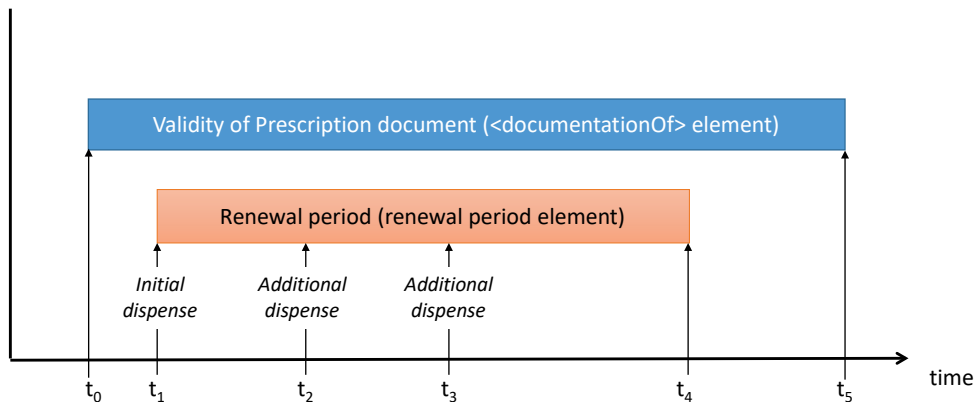 Validity of Prescription document (<documentationOf> element)
Renewal period (renewal period element)
Initial dispense
Additional dispense
Additional dispense
t₀ t₁ t₂ t₃ t₄ t₅
time